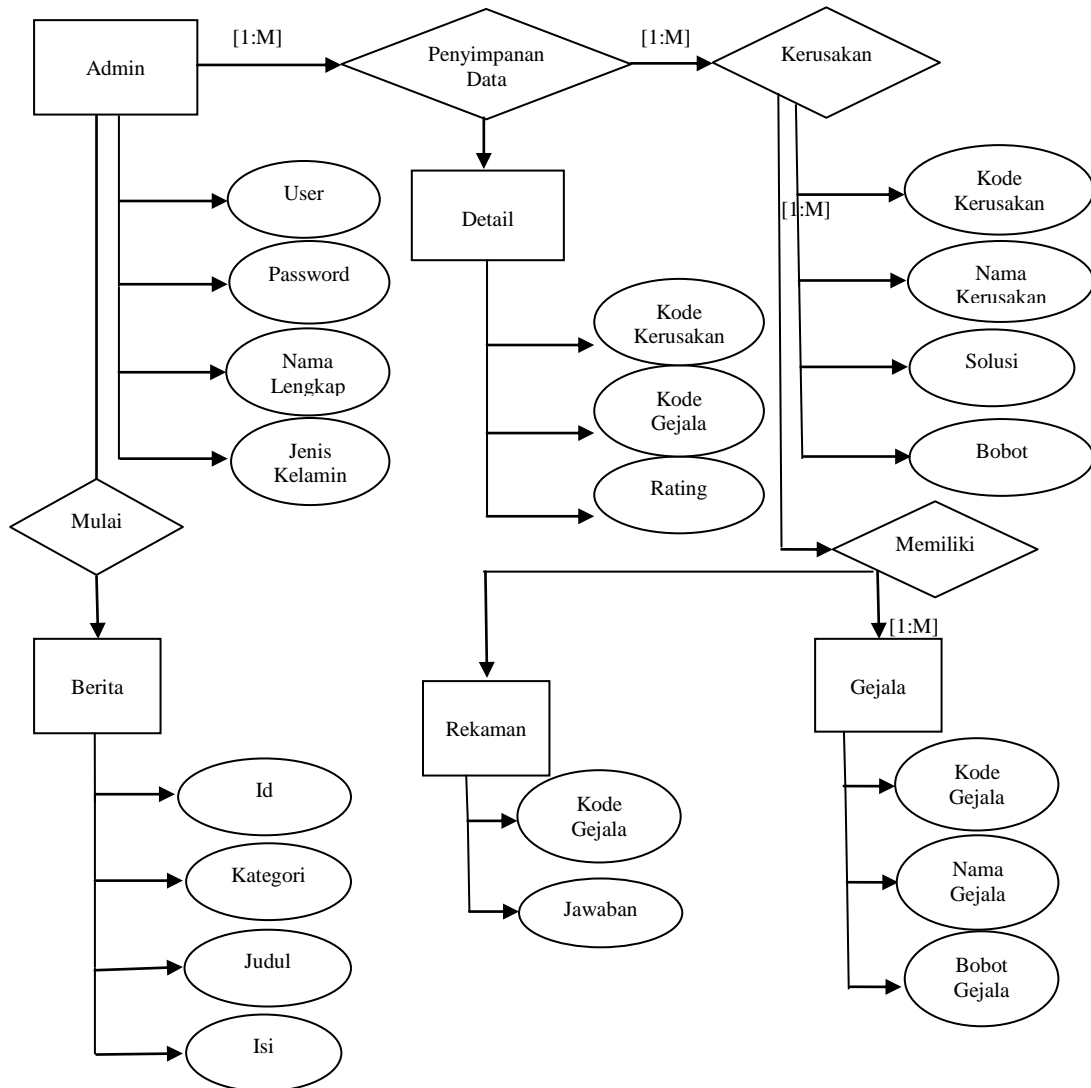 [1:M]
[1:M]
Admin
Penyimpanan
Data
Kerusakan
User
Password
Nama
Lengkap
Jenis
Kelamin
Detail
Kode
Kerusakan
Kode
Gejala
Rating
[1:M]
Kode
Kerusakan
Nama
Kerusakan
Solusi
Bobot
Mulai
Memiliki
[1:M]
Berita
Rekaman
Gejala
Id
Kategori
Judul
Isi
Kode
Gejala
Jawaban
Kode
Gejala
Nama
Gejala
Bobot
Gejala